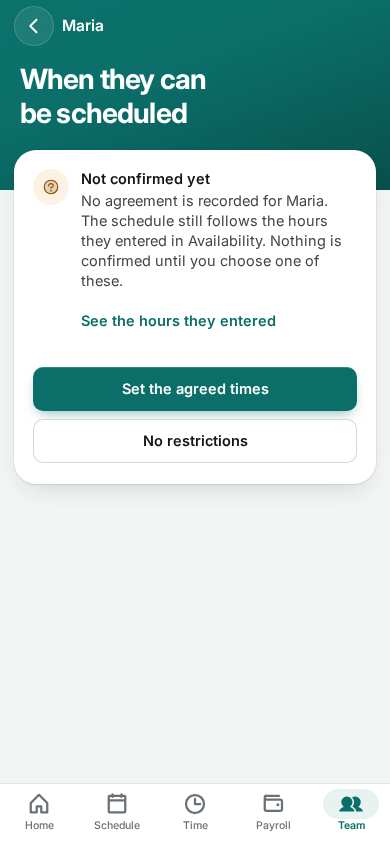 Maria
When they can
be scheduled
Not confirmed yet
No agreement is recorded for Maria.
The schedule still follows the hours
they entered in Availability. Nothing is
confirmed until you choose one of
these.
See the hours they entered
Set the agreed times
No restrictions
Home
Schedule
Time
Payroll
Team